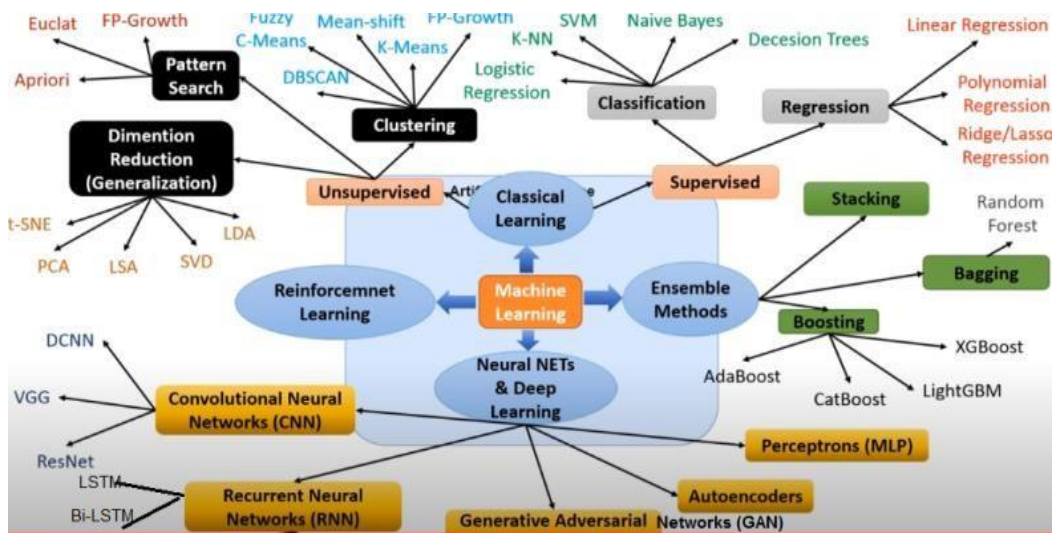 Euclat
FP-Growth
Apriori
Pattern
Search
Fuzzy
C-Means
Mean-shift
FP-Growth
K-Means
DBSCAN
Clustering
SVM
Naive Bayes
K-NN
Decesion Trees
Logistic
Regression
Classification
Linear Regression
Polynomial
Regression
Ridge/Lasso
Regression
Regression
Dimention
Reduction
(Generalization)
t-SNE
PCA
LSA
SVD
LDA
Unsupervised
Classical
Learning
Supervised
Stacking
Random
Forest
Bagging
Reinforcemnet
Learning
Machine
Learning
Ensemble
Methods
Boosting
XGBoost
AdaBoost
CatBoost
LightGBM
Neural NETs
& Deep
Learning
DCNN
VGG
ResNet
Convolutional Neural
Networks (CNN)
Perceptrons (MLP)
LSTM
Bi-LSTM
Recurrent Neural
Networks (RNN)
Autoencoders
Generative Adversarial Networks (GAN)